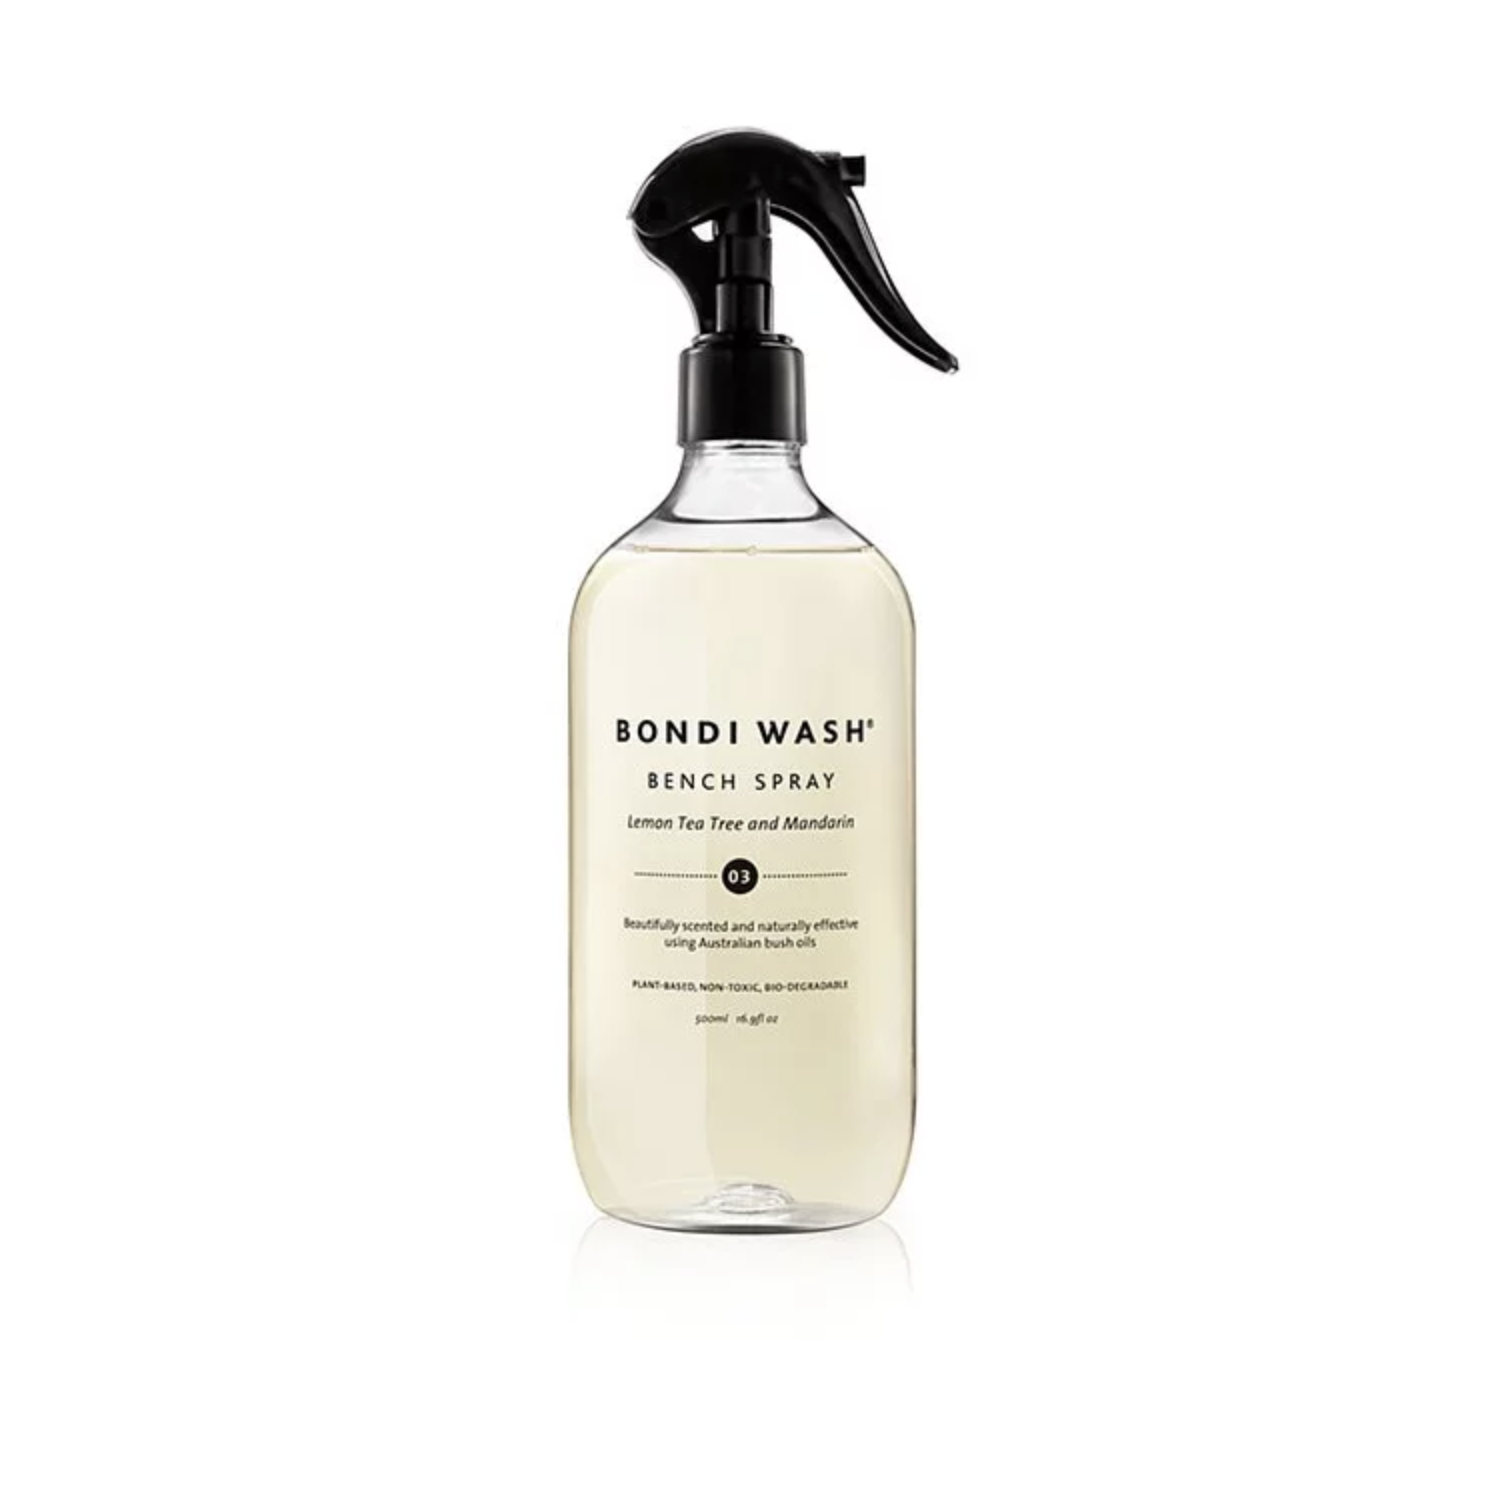 BONDI WASH®
BENCH SPRAY
Lemon Tea Tree and Mandarin
03
Beautifully scented and naturally effective
using Australian bush oils
PLANT-BASED, NON-TOXIC, BIO-DEGRADABLE
500ml 16.9fl oz